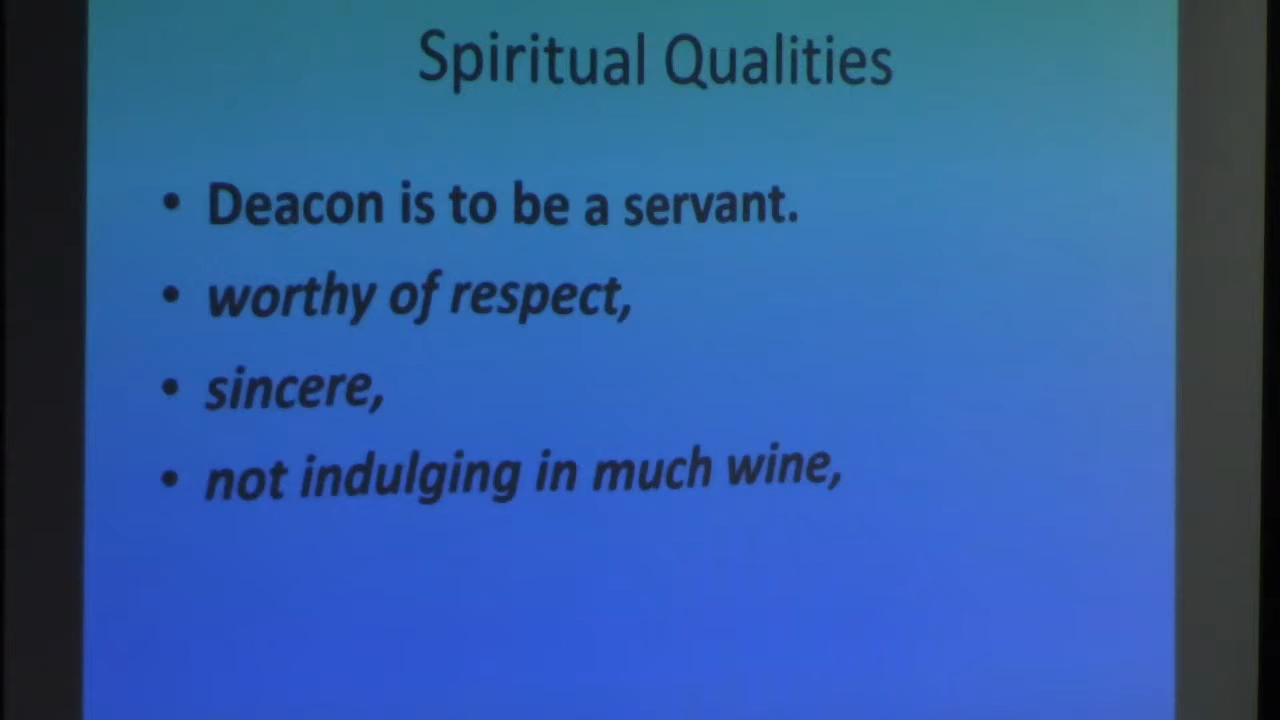 Spiritual Qualities
• Deacon is to be a servant.
• worthy of respect,
• sincere,
• not indulging in much wine,